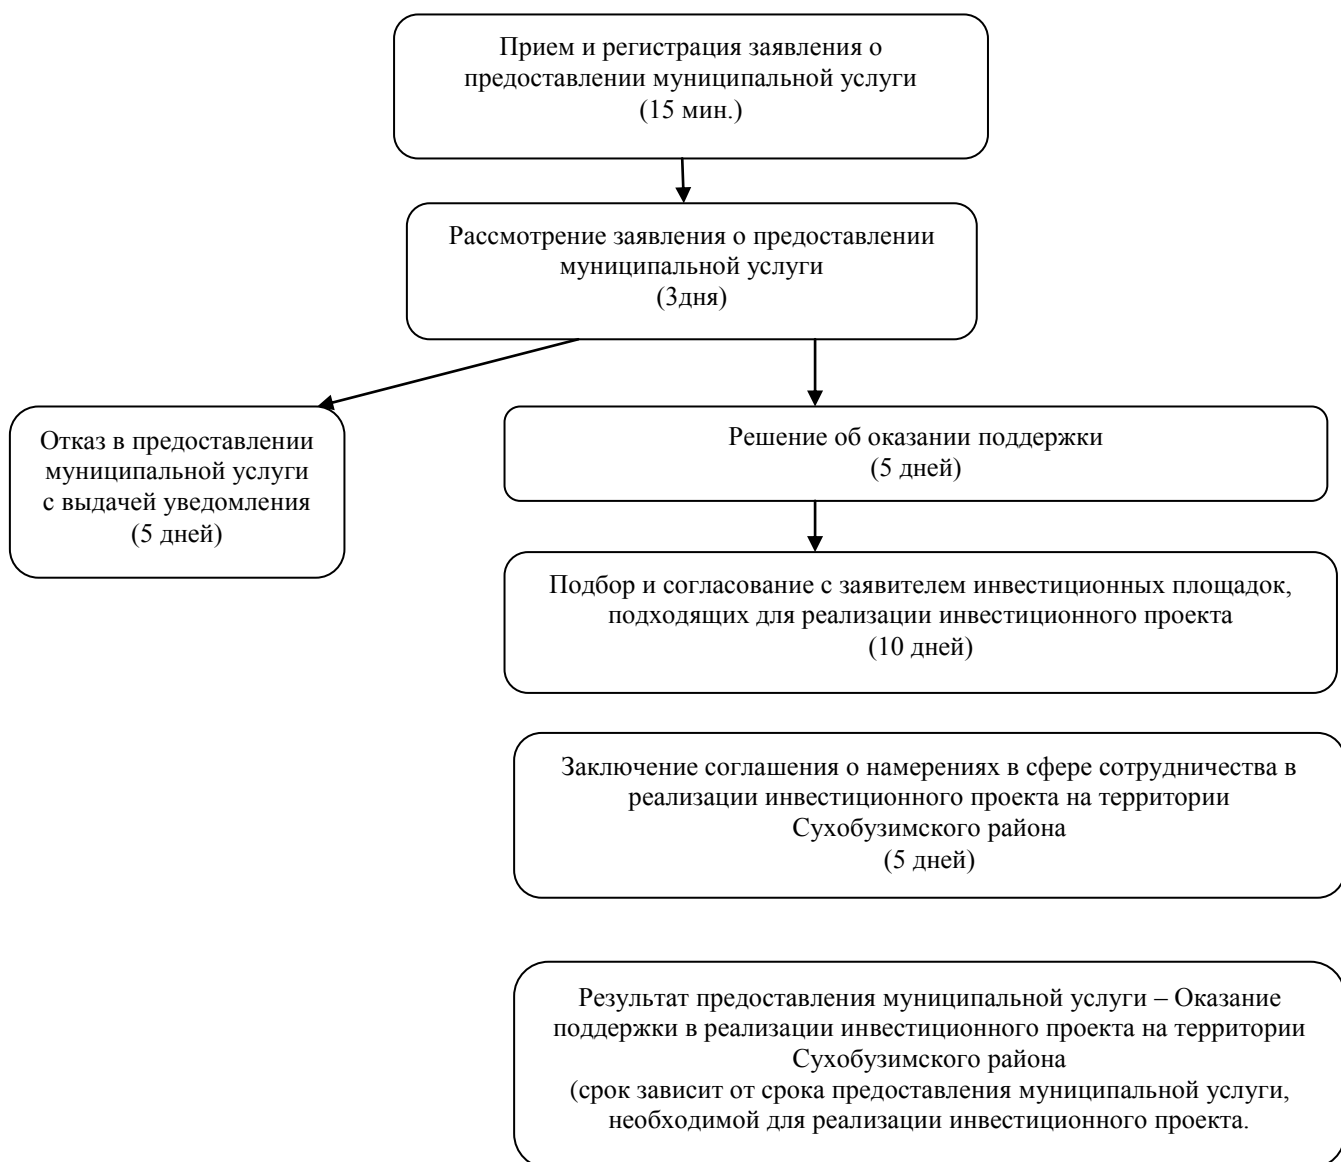 Прием и регистрация заявления о
предоставлении муниципальной услуги
(15 мин.)
Рассмотрение заявления о предоставлении
муниципальной услуги
(3дня)
Отказ в предоставлении
муниципальной услуги
с выдачей уведомления
(5 дней)
Решение об оказании поддержки
(5 дней)
Подбор и согласование с заявителем инвестиционных площадок,
подходящих для реализации инвестиционного проекта
(10 дней)
Заключение соглашения о намерениях в сфере сотрудничества в
реализации инвестиционного проекта на территории
Сухобузимского района
(5 дней)
Результат предоставления муниципальной услуги – Оказание
поддержки в реализации инвестиционного проекта на территории
Сухобузимского района
(срок зависит от срока предоставления муниципальной услуги,
необходимой для реализации инвестиционного проекта.